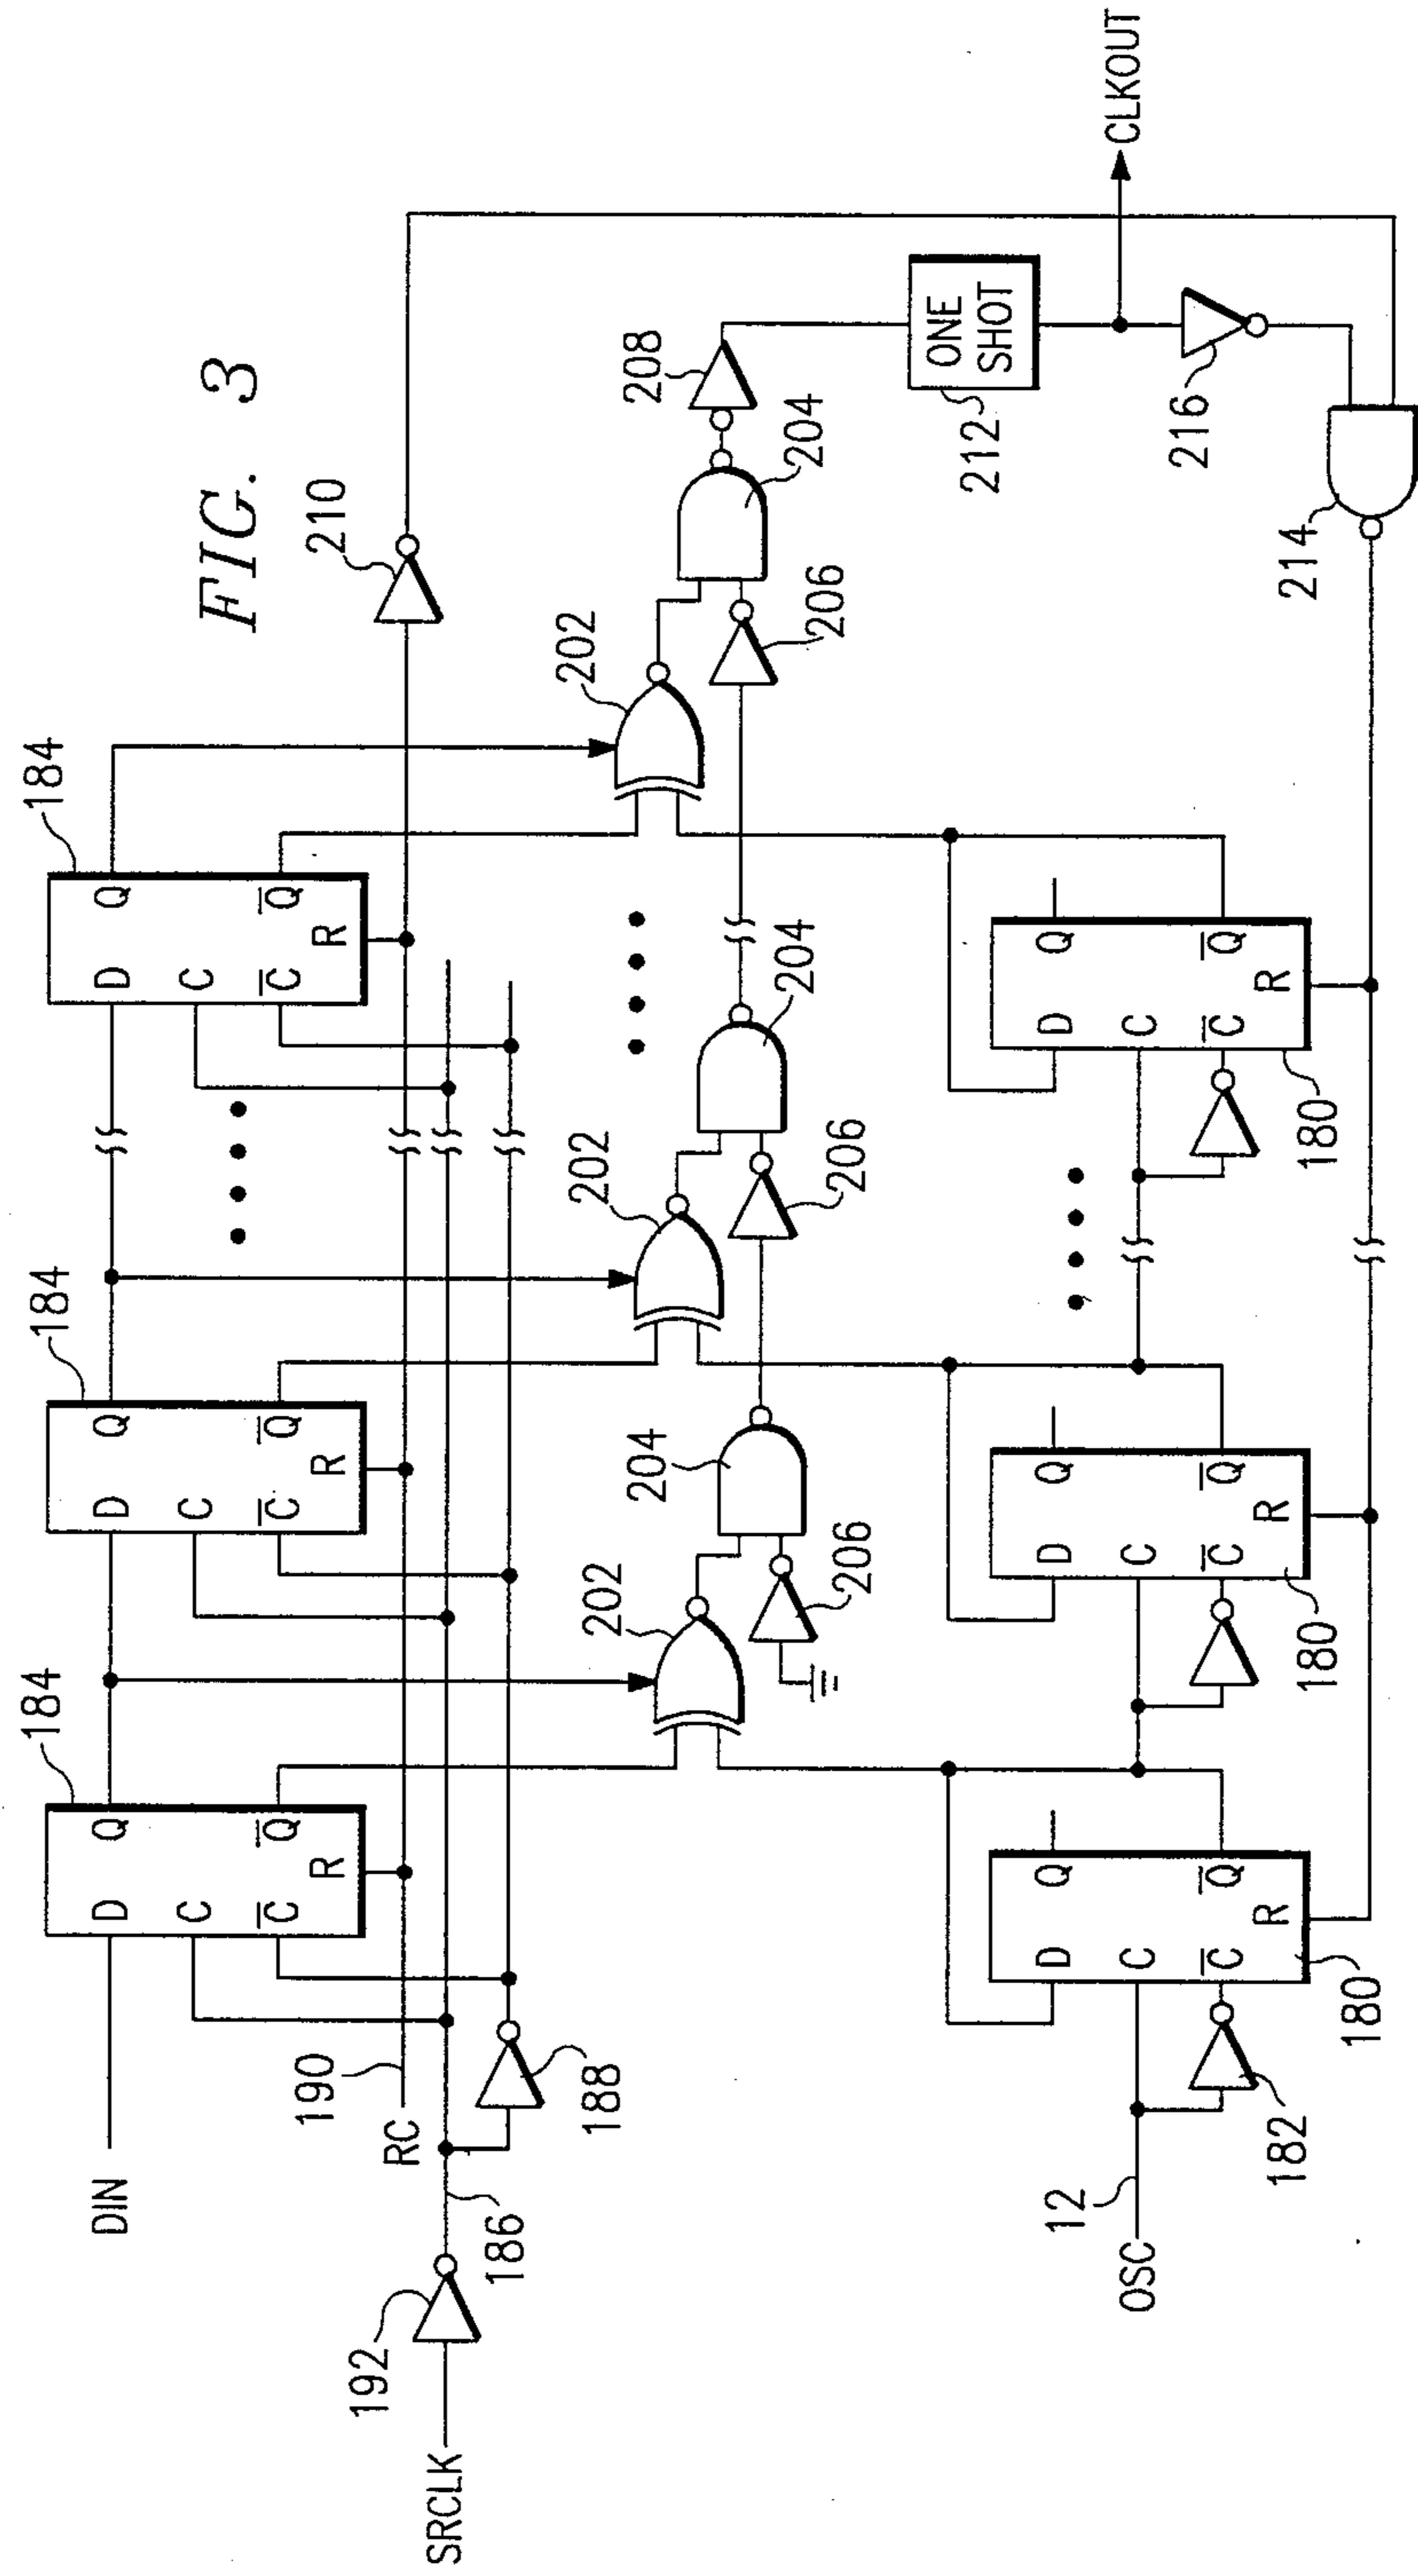 FIG. 3
184
184
184
D Q
C
C̅ Q̅
R
D Q
C
C̅ Q̅
R
D Q
C
C̅ Q̅
R
DIN
190
RC
210
192
186
188
SRCLK
202
202
202
204
204
204
206
206
206
208
ONE
SHOT
212
CLKOUT
216
214
D Q
C
C̅ Q̅
R
D Q
C
C̅ Q̅
R
D Q
C
C̅ Q̅
R
12
OSC
182
180
180
180